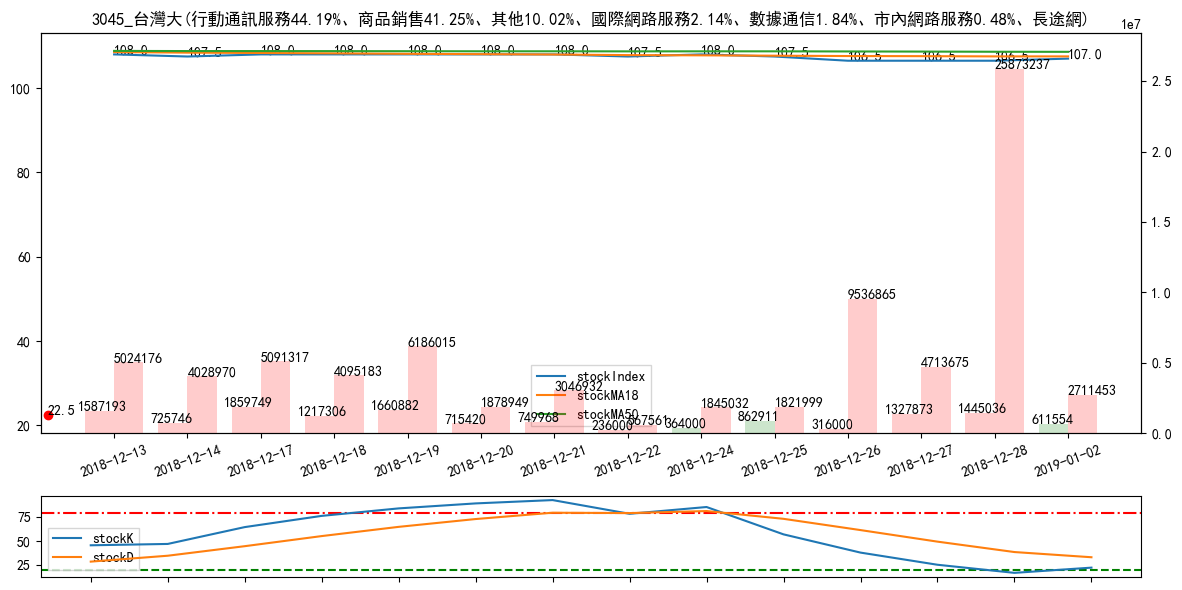 3045_台灣大(行動通訊服務44.19%、商品銷售41.25%、其他10.02%、國際網路服務2.14%、數據通信1.84%、市內網路服務0.48%、長途網)
1e7
108.0 107.5 108.0 108.0 108.0 108.0 108.0 107.5 108.0 107.5 106.5 106.5 106.5 107.0
100
80
60
40
20
2.5
2.0
1.5
1.0
0.5
0.0
25873237
9536865
6186015
5024176 4028970 5091317 4095183 4713675
stockIndex
stockMA18
stockMA50
3046932
22.5
1587193 725746 1859749 1217306 1660882 715420 1878949 749768 236000 364000 1845032 862911 1821999 316000 1327873 1445036 611554 2711453
2018-12-13 2018-12-14 2018-12-17 2018-12-18 2018-12-19 2018-12-20 2018-12-21 2018-12-22 2018-12-24 2018-12-25 2018-12-26 2018-12-27 2018-12-28 2019-01-02
75
50
25
stockK
stockD